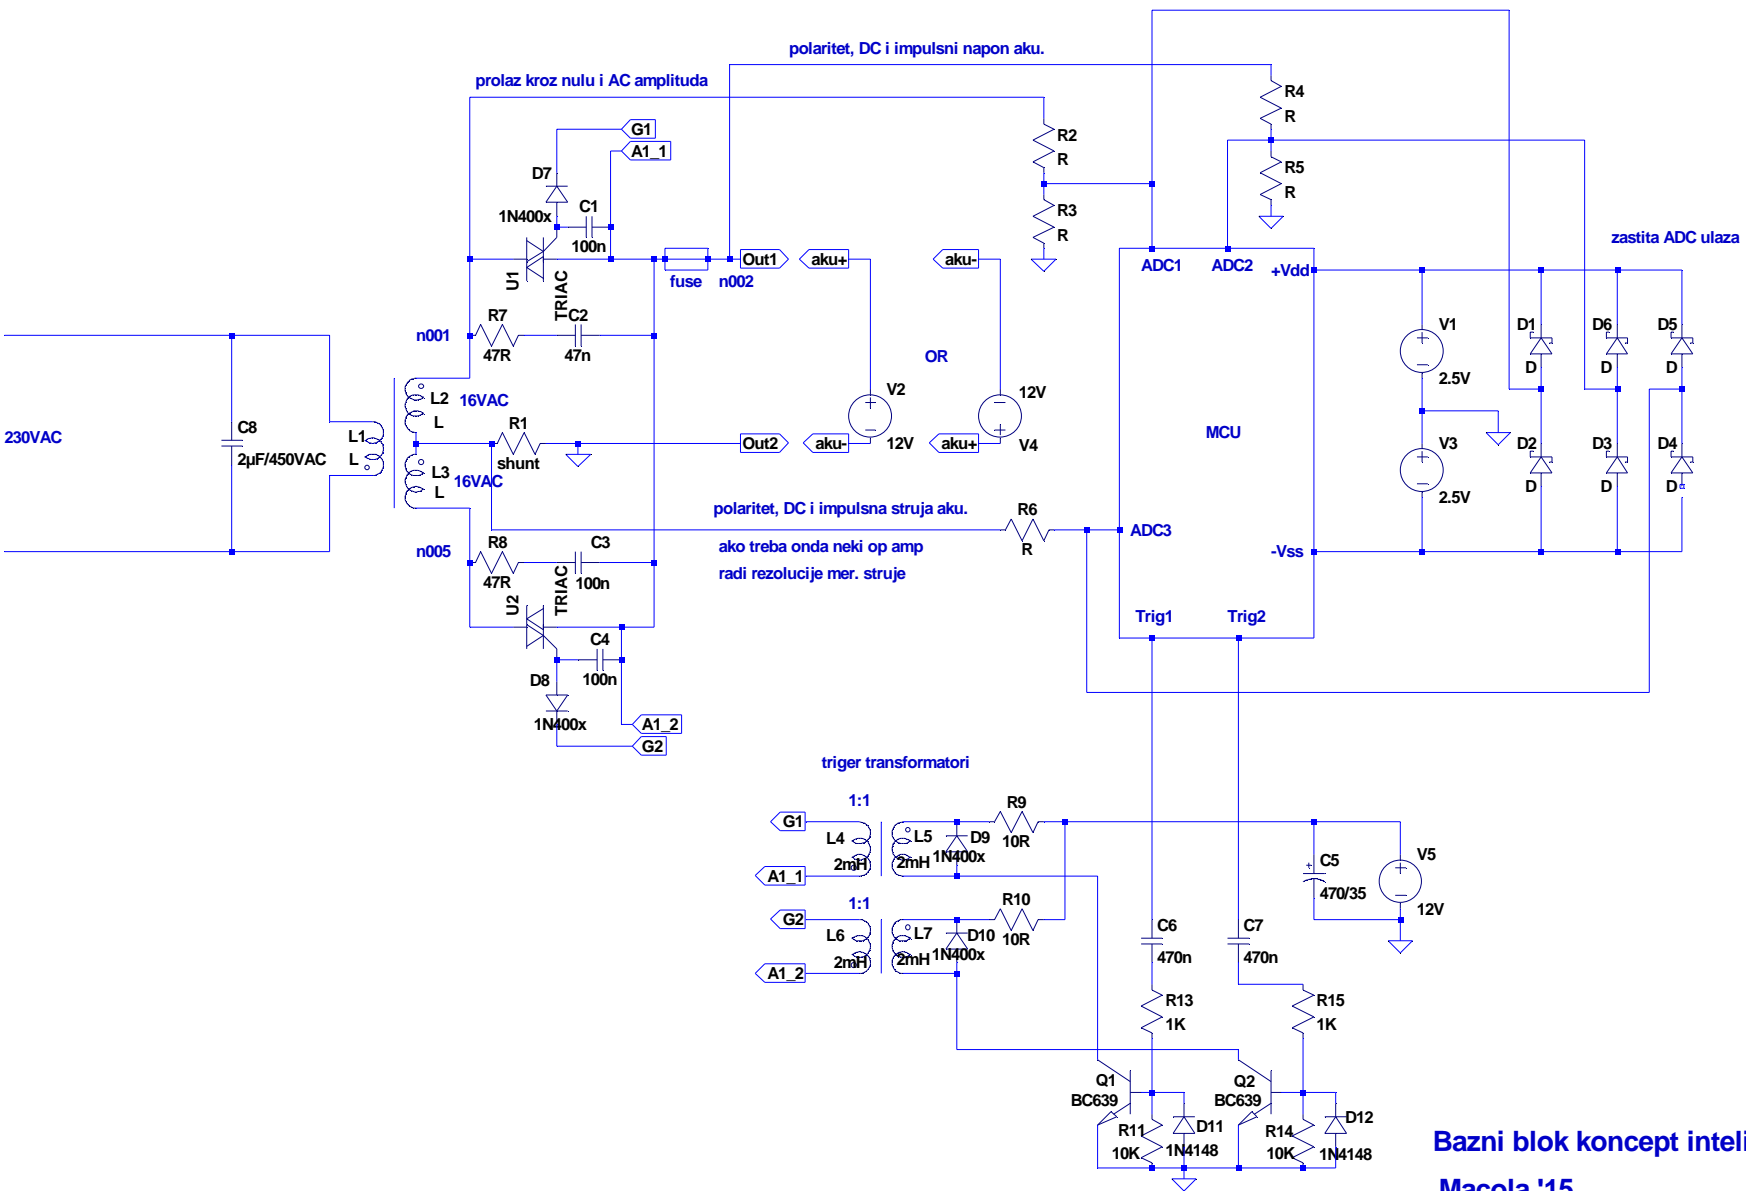 polaritet, DC i impulsni napon aku.
prolaz kroz nulu i AC amplituda
R4
R
G1
A1_1
R2
R
D7
1N400x
C1
100n
R5
R
R3
R
zastita ADC ulaza
U1
TRIAC
fuse
n002
Out1
aku+
aku-
ADC1
ADC2
+Vdd
n001
R7
47R
C2
47n
OR
V1
2.5V
D1
D
D6
D
D5
D
L2
L
16VAC
V2
12V
12V
V4
230VAC
C8
2µF/450VAC
L1
L
R1
shunt
Out2
aku-
aku+
MCU
V3
2.5V
D2
D
D3
D
D4
D
L3
L
16VAC
polaritet, DC i impulsna struja aku.
R6
R
ADC3
ako treba onda neki op amp
radi rezolucije mer. struje
-Vss
n005
R8
47R
C3
100n
U2
TRIAC
Trig1
Trig2
C4
100n
D8
1N400x
A1_2
G2
triger transformatori
1:1
R9
10R
G1
L4
2mH
L5
2mH
D9
1N400x
A1_1
C5
470/35
V5
12V
1:1
R10
10R
G2
L6
2mH
L7
2mH
D10
1N400x
A1_2
C6
470n
C7
470n
R13
1K
R15
1K
Q1
BC639
Q2
BC639
R11
10K
D11
1N4148
R14
10K
D12
1N4148
Bazni blok koncept inteli
Macola '15